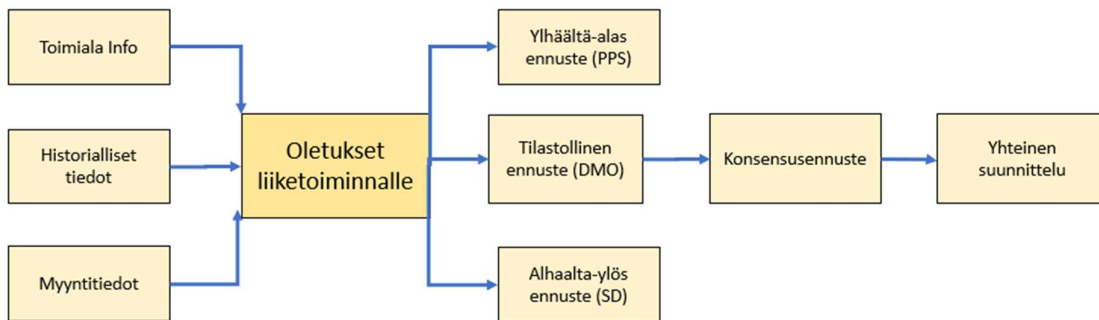 Toimiala Info
Historialliset
tiedot
Myyntitiedot
Oletukset
liiketoiminnalle
Ylhäältä-alas
ennuste (PPS)
Tilastollinen
ennuste (DMO)
Alhaalta-ylös
ennuste (SD)
Konsensusennuste
Yhteinen
suunnittelu